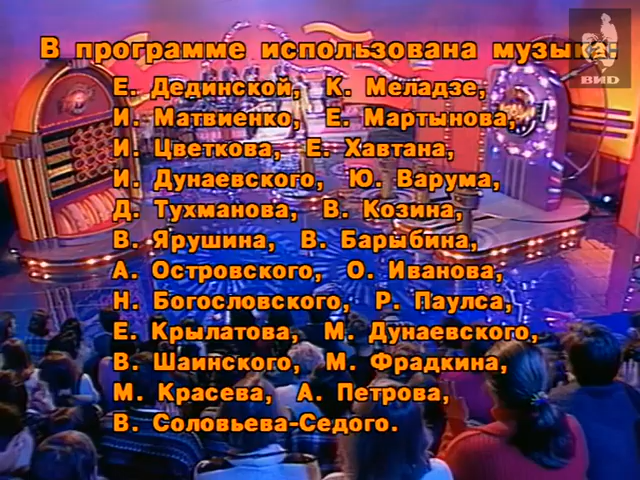 В программе использована музыка:
Е. Дединской, К. Меладзе,
И. Матвиенко, Е. Мартынова,
И. Цветкова, Е. Хавтана,
И. Дунаевского, Ю. Варума,
Д. Тухманова, В. Козина,
В. Ярушина, В. Барыбина,
А. Островского, О. Иванова,
Н. Богословского, Р. Паулса,
Е. Крылатова, М. Дунаевского,
В. Шаинского, М. Фрадкина,
М. Красева, А. Петрова,
В. Соловьева-Седого.
ВИD